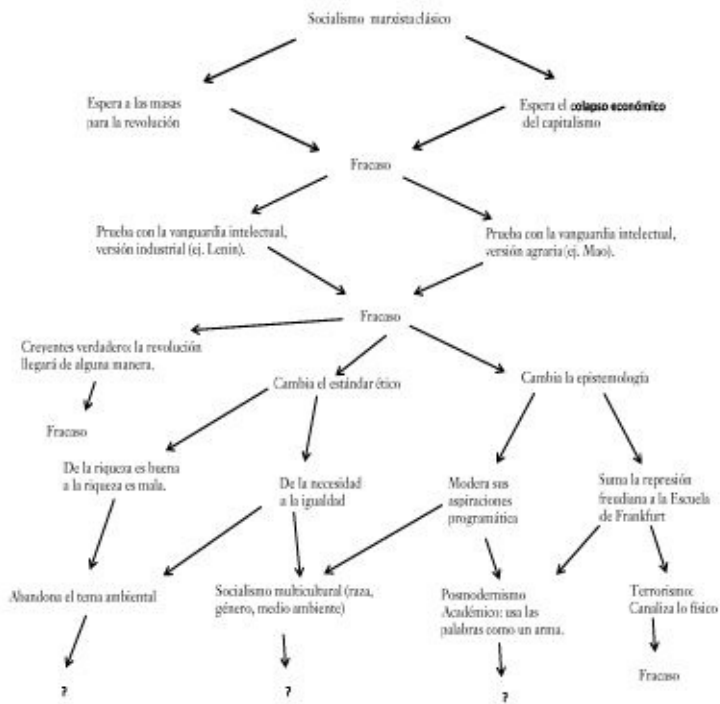 Socialismo marxista clásico
Espera a las masas
para la revolución
Espera el colapso económico
del capitalismo
Fracaso
Prueba con la vanguardia intelectual,
versión industrial (ej. Lenin).
Prueba con la vanguardia intelectual,
versión agraria (ej. Mao).
Fracaso
Creyentes verdadero: la revolución
llegará de alguna manera.
Cambia el estándar ético
Cambia la epistemología
Fracaso
De la riqueza es buena
a la riqueza es mala.
De la necesidad
a la igualdad
Modera sus
aspiraciones
programática
Suma la represión
freudiana a la Escuela
de Frankfurt
Abandona el tema ambiental
Socialismo multicultural (raza,
género, medio ambiente)
Posmodernismo
Académico: usa las
palabras como un arma.
Terrorismo:
Canaliza lo físico
?
?
?
Fracaso